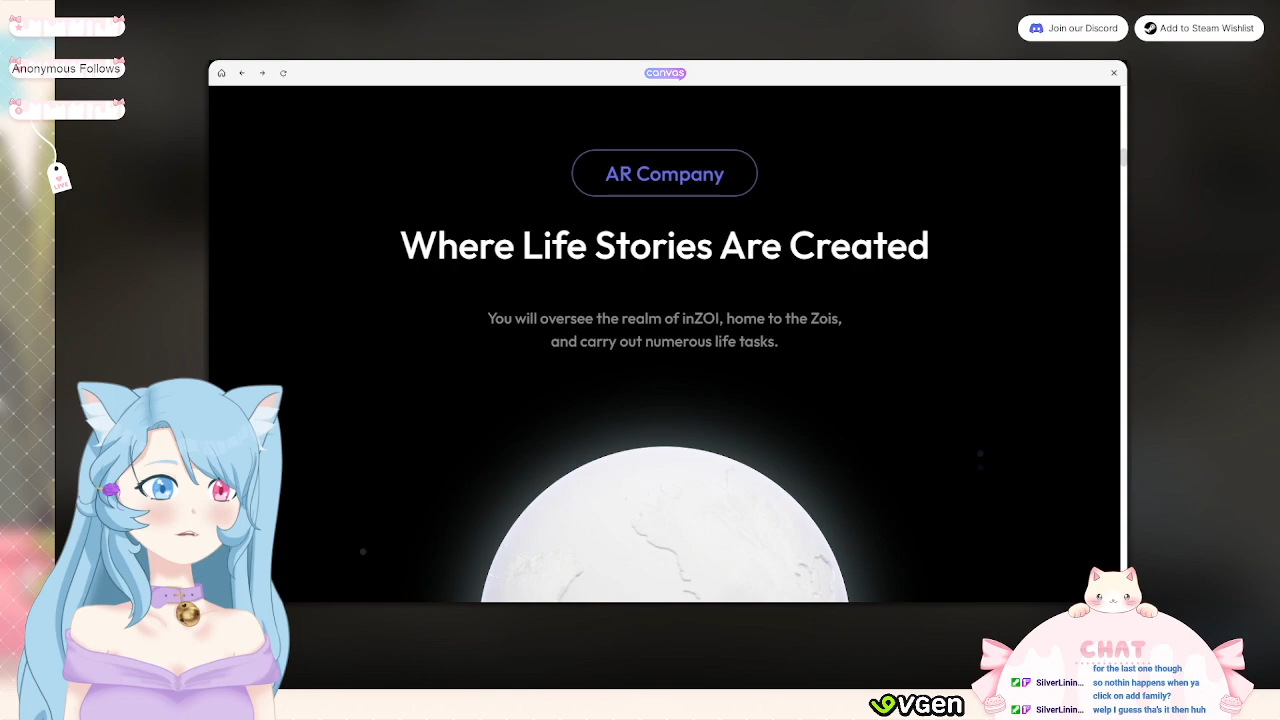 Join our Discord
Add to Steam Wishlist
Anonymous Follows
canvas
AR Company
Where Life Stories Are Created
You will oversee the realm of inZOI, home to the Zois,
and carry out numerous life tasks.
LIVE
CHAT
for the last one though
SilverLinin... so nothin happens when ya
click on add family?
SilverLinin... welp I guess tha's it then huh
VGen